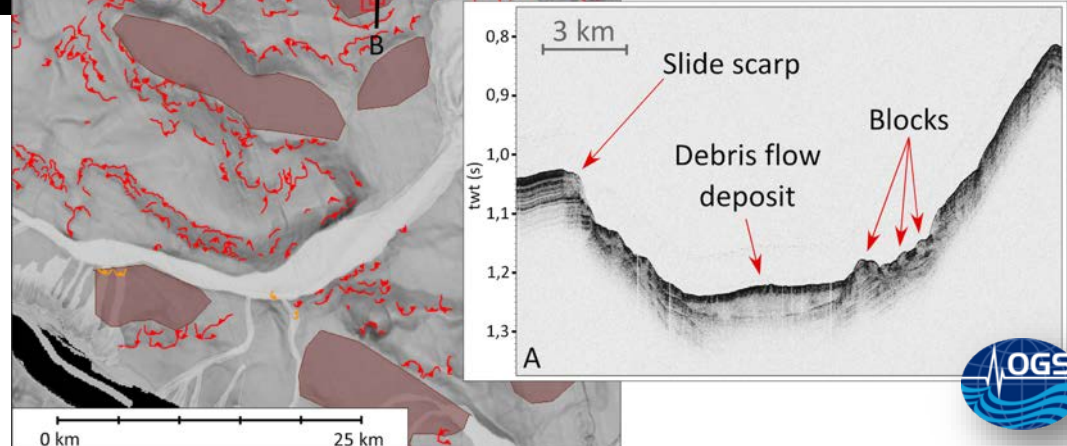 B
3 km
0,8
0,9
1,0
1,1
1,2
1,3
twt (s)
Slide scarp
Debris flow
deposit
Blocks
A
OGS
0 km
25 km